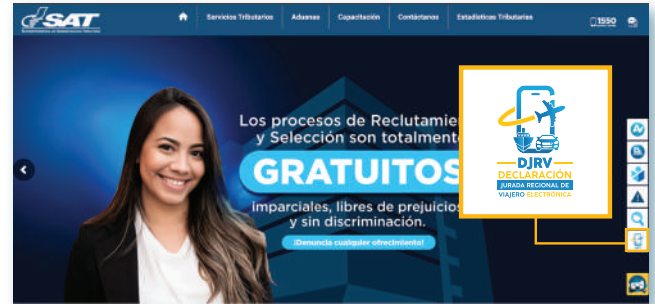 SAT
Servicios Tributarios
Aduanas
Capacitación
Contáctanos
Estadísticas Tributarias
1550
Los procesos de Reclutamie
y Selección son totalment
GRATUITOS
imparciales, libres de prejuicios
y sin discriminación.
¡Denuncia cualquier ofrecimiento!
DJRV
DECLARACIÓN
JURADA REGIONAL DE
VIAJERO ELECTRÓNICA